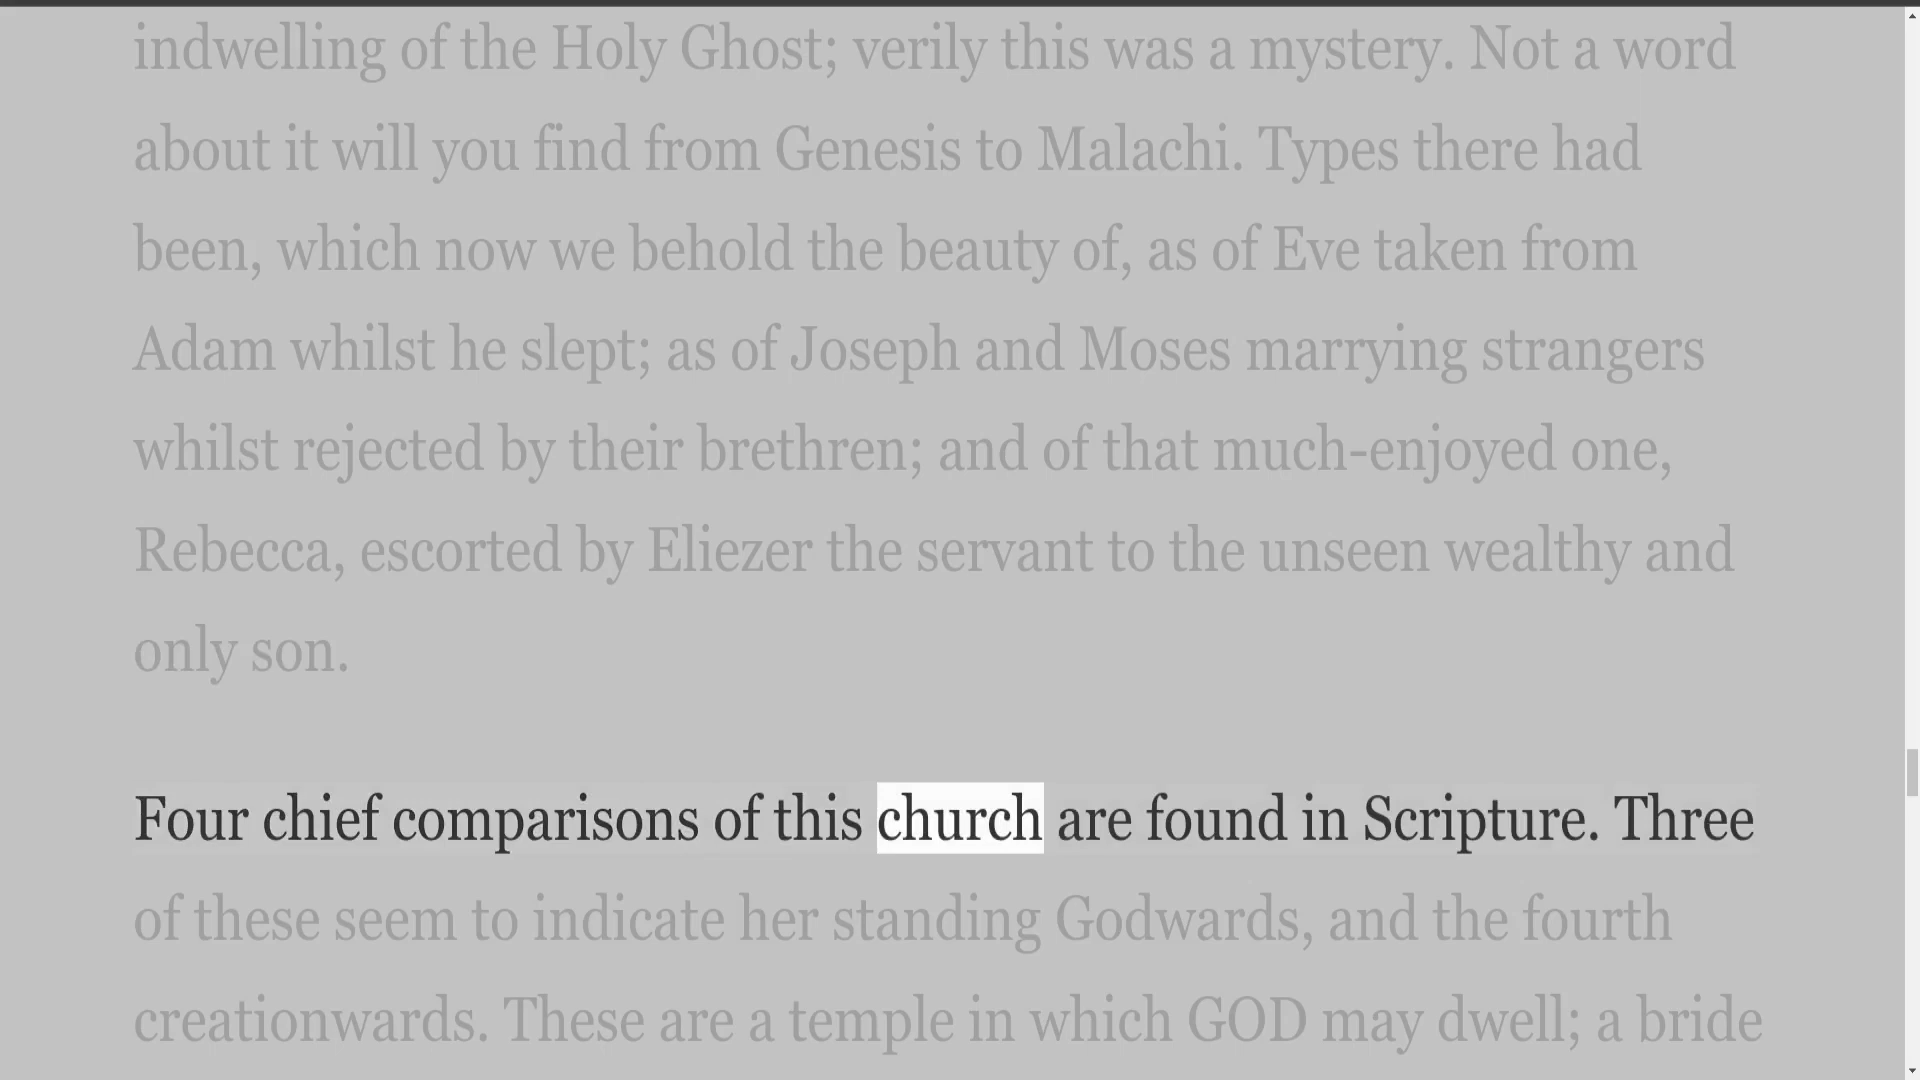 indwelling of the Holy Ghost; verily this was a mystery. Not a word
about it will you find from Genesis to Malachi. Types there had
been, which now we behold the beauty of, as of Eve taken from
Adam whilst he slept; as of Joseph and Moses marrying strangers
whilst rejected by their brethren; and of that much-enjoyed one,
Rebecca, escorted by Eliezer the servant to the unseen wealthy and
only son.
Four chief comparisons of this church are found in Scripture. Three
of these seem to indicate her standing Godwards, and the fourth
creationwards. These are a temple in which GOD may dwell; a bride